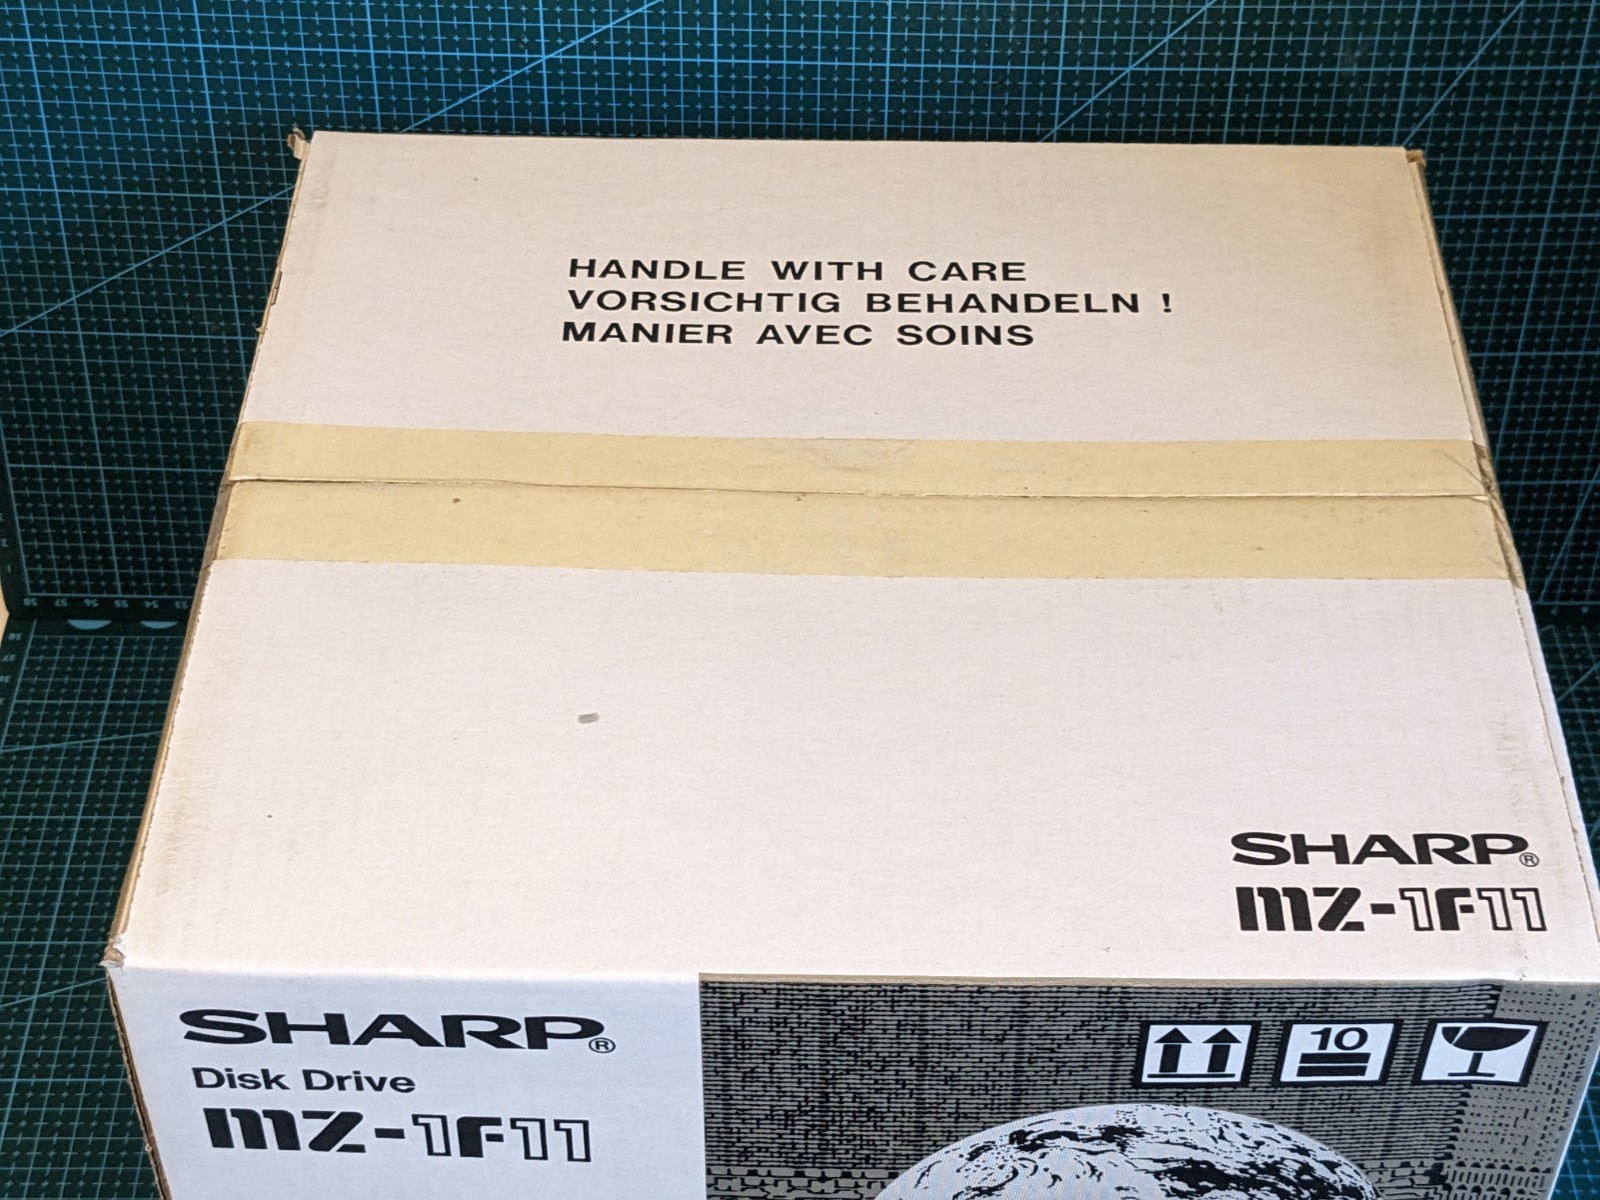 HANDLE WITH CARE
VORSICHTIG BEHANDELN !
MANIER AVEC SOINS
SHARP®
MZ-1F11
SHARP®
Disk Drive
MZ-1F11
10